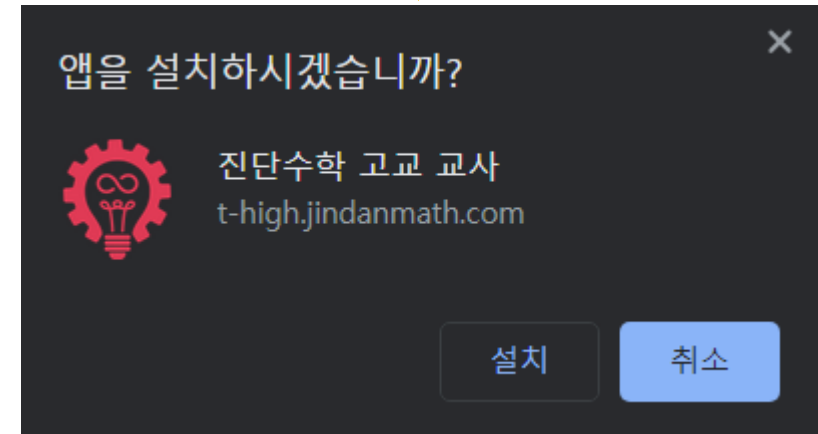 앱을 설치하시겠습니까?
진단수학 고교 교사
t-high.jindanmath.com
설치
취소